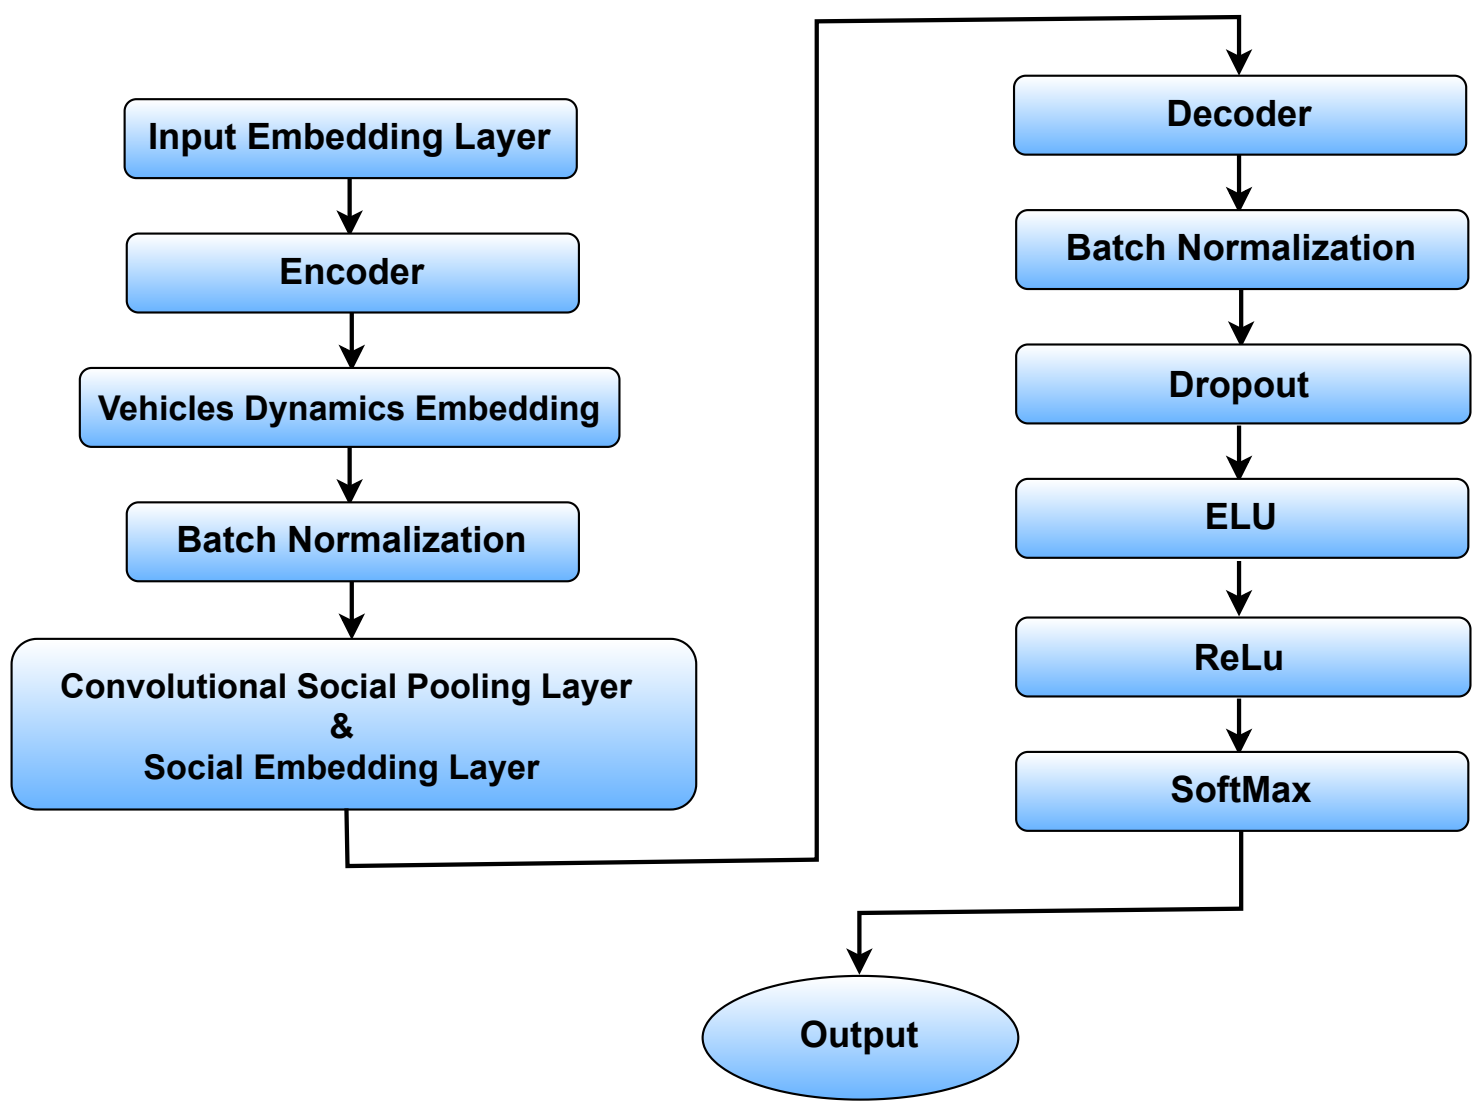 Input Embedding Layer
Encoder
Vehicles Dynamics Embedding
Batch Normalization
Convolutional Social Pooling Layer
&
Social Embedding Layer
Decoder
Batch Normalization
Dropout
ELU
ReLu
SoftMax
Output